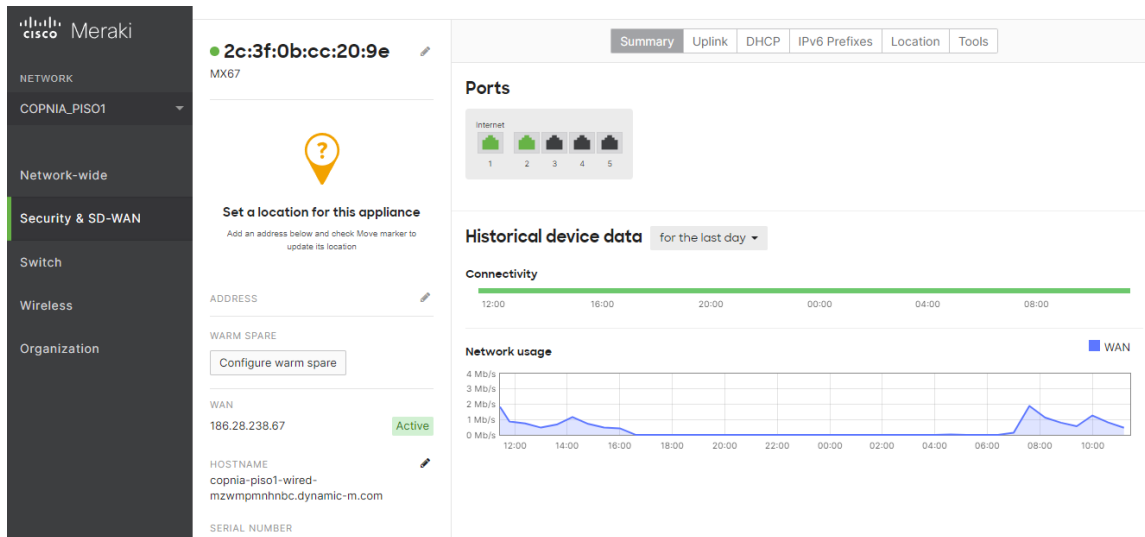 cisco Meraki
NETWORK
COPNIA_PISO1
Network-wide
Security & SD-WAN
Switch
Wireless
Organization
2c:3f:0b:cc:20:9e
MX67
?
Set a location for this appliance
Add an address below and check Move marker to
update its location
ADDRESS
WARM SPARE
Configure warm spare
WAN
186.28.238.67 Active
HOSTNAME
copnia-piso1-wired-
mzwmpmnhnbc.dynamic-m.com
SERIAL NUMBER
Summary Uplink DHCP IPv6 Prefixes Location Tools
Ports
Internet
1 2 3 4 5
Historical device data for the last day
Connectivity
12:00 16:00 20:00 00:00 04:00 08:00
Network usage WAN
4 Mb/s
3 Mb/s
2 Mb/s
1 Mb/s
0 Mb/s
12:00 14:00 16:00 18:00 20:00 22:00 00:00 02:00 04:00 06:00 08:00 10:00